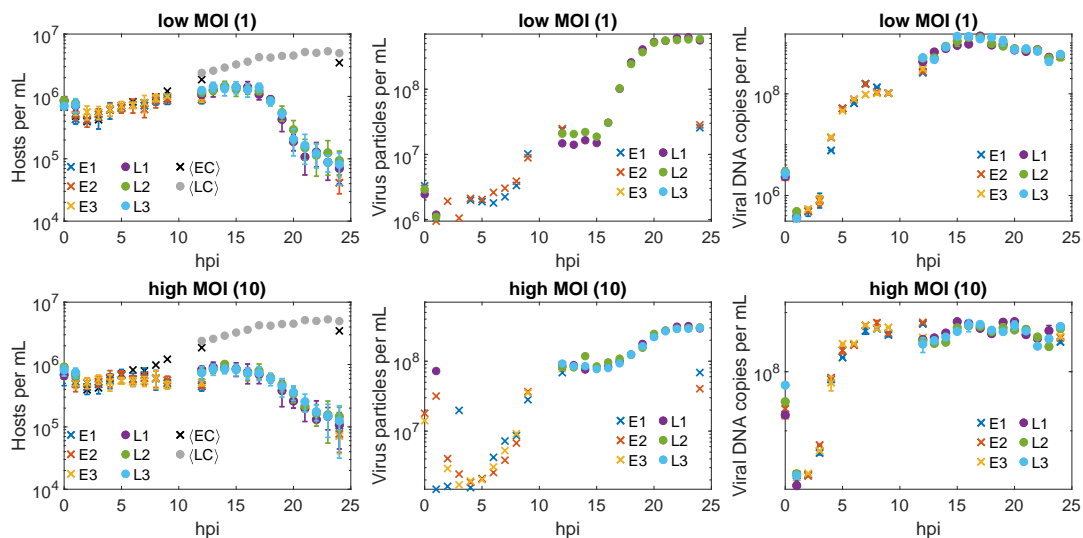 low MOI (1)
Hosts per mL
10^7
10^6
10^5
10^4
E1
E2
E3
L1
L2
L3
⟨EC⟩
⟨LC⟩
0 5 10 15 20 25
hpi
low MOI (1)
Virus particles per mL
10^8
10^7
10^6
E1
E2
E3
L1
L2
L3
0 5 10 15 20 25
hpi
low MOI (1)
Viral DNA copies per mL
10^8
10^6
E1
E2
E3
L1
L2
L3
0 5 10 15 20 25
hpi
high MOI (10)
Hosts per mL
10^7
10^6
10^5
10^4
E1
E2
E3
L1
L2
L3
⟨EC⟩
⟨LC⟩
0 5 10 15 20 25
hpi
high MOI (10)
Virus particles per mL
10^8
10^7
E1
E2
E3
L1
L2
L3
0 5 10 15 20 25
hpi
high MOI (10)
Viral DNA copies per mL
10^8
E1
E2
E3
L1
L2
L3
0 5 10 15 20 25
hpi